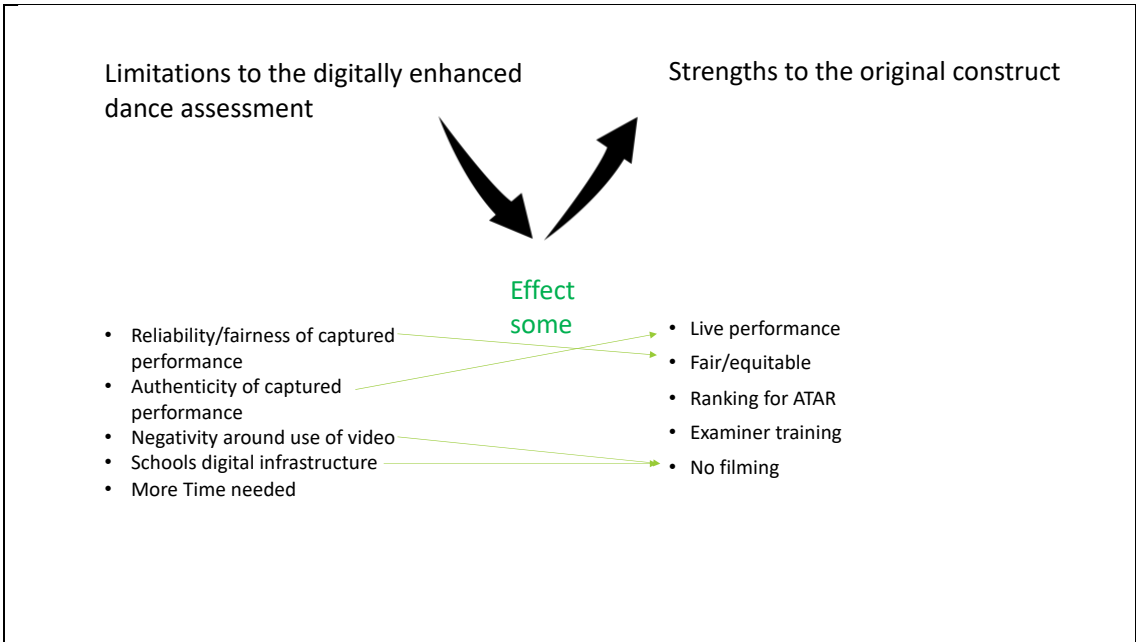 Limitations to the digitally enhanced
dance assessment
Strengths to the original construct
Effect
some
• Reliability/fairness of captured
performance
• Authenticity of captured
performance
• Negativity around use of video
• Schools digital infrastructure
• More Time needed
• Live performance
• Fair/equitable
• Ranking for ATAR
• Examiner training
• No filming